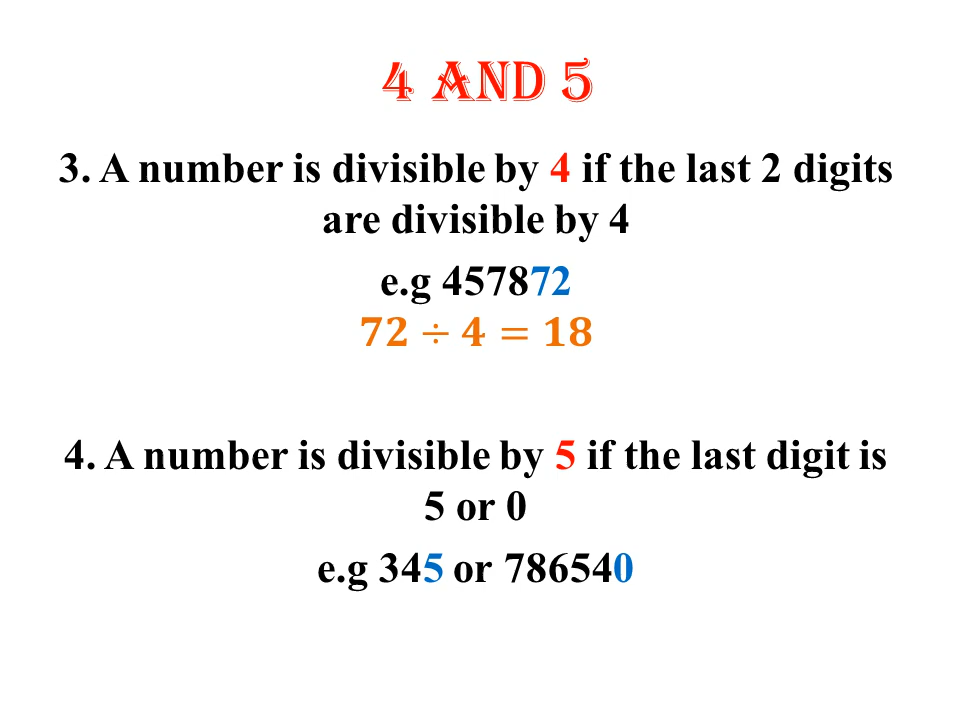 4 AND 5
3. A number is divisible by 4 if the last 2 digits
are divisible by 4
e.g 457872
72 ÷ 4 = 18
4. A number is divisible by 5 if the last digit is
5 or 0
e.g 345 or 786540